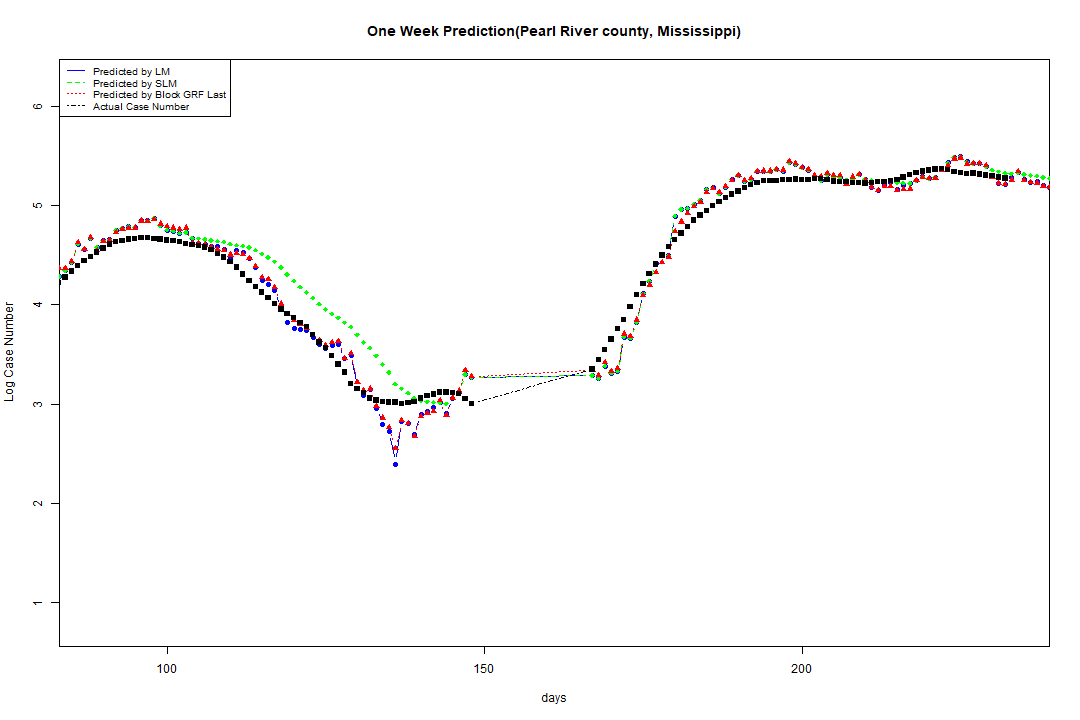 One Week Prediction(Pearl River county, Mississippi)
Predicted by LM
Predicted by SLM
Predicted by Block GRF Last
Actual Case Number
6
5
4
3
2
1
Log Case Number
100 150 200
days